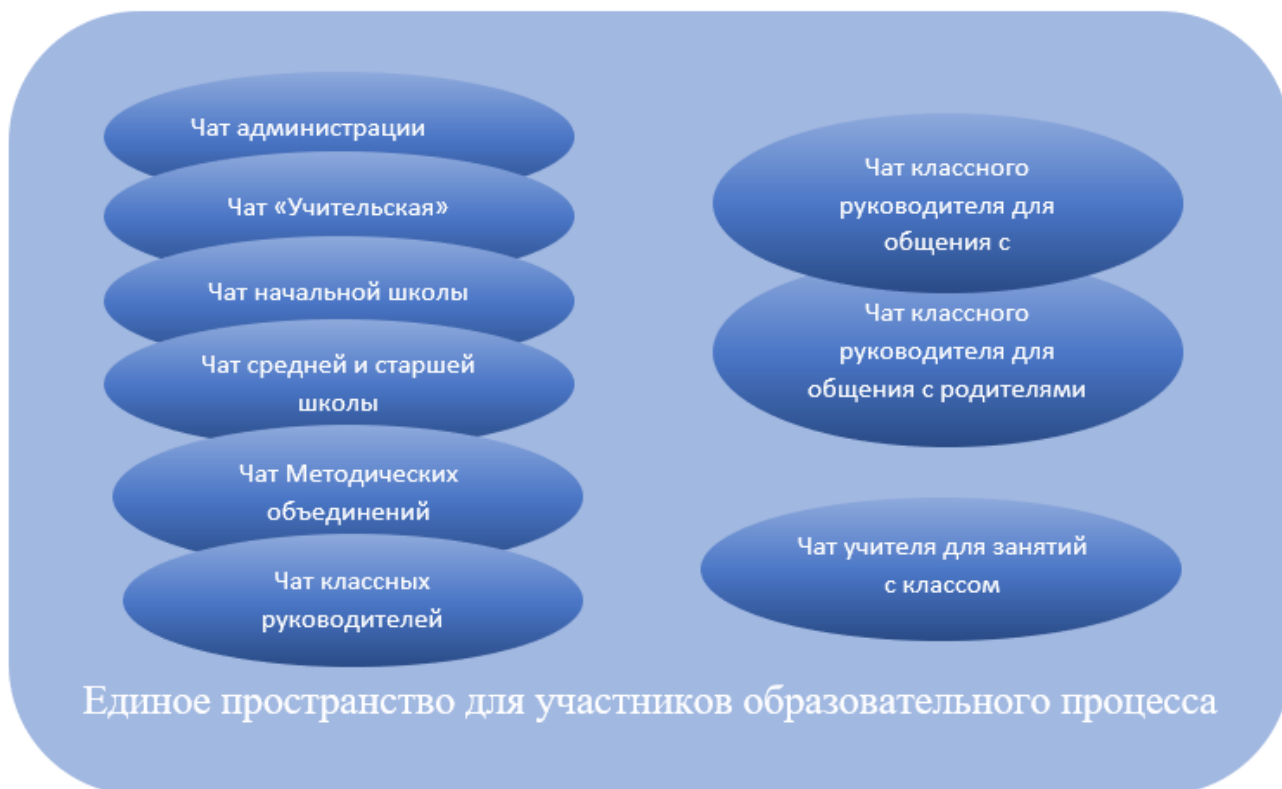 Чат администрации
Чат «Учительская»
Чат начальной школы
Чат средней и старшей
школы
Чат Методических
объединений
Чат классных
руководителей
Чат классного
руководителя для
общения с
Чат классного
руководителя для
общения с родителями
Чат учителя для занятий
с классом
Единое пространство для участников образовательного процесса